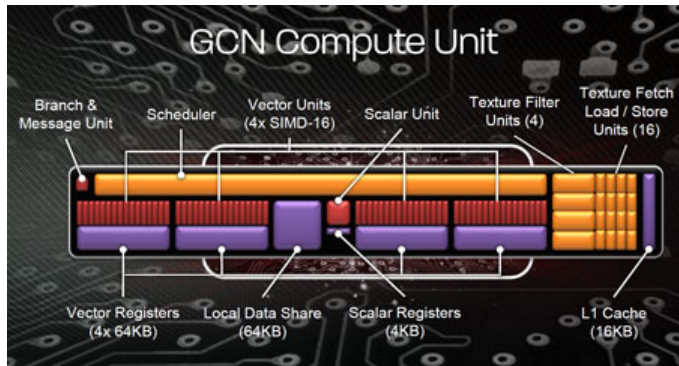 GCN Compute Unit
Branch &
Message Unit
Scheduler
Vector Units
(4x SIMD-16)
Scalar Unit
Texture Filter
Units (4)
Texture Fetch
Load / Store
Units (16)
Vector Registers
(4x 64KB)
Local Data Share
(64KB)
Scalar Registers
(4KB)
L1 Cache
(16KB)